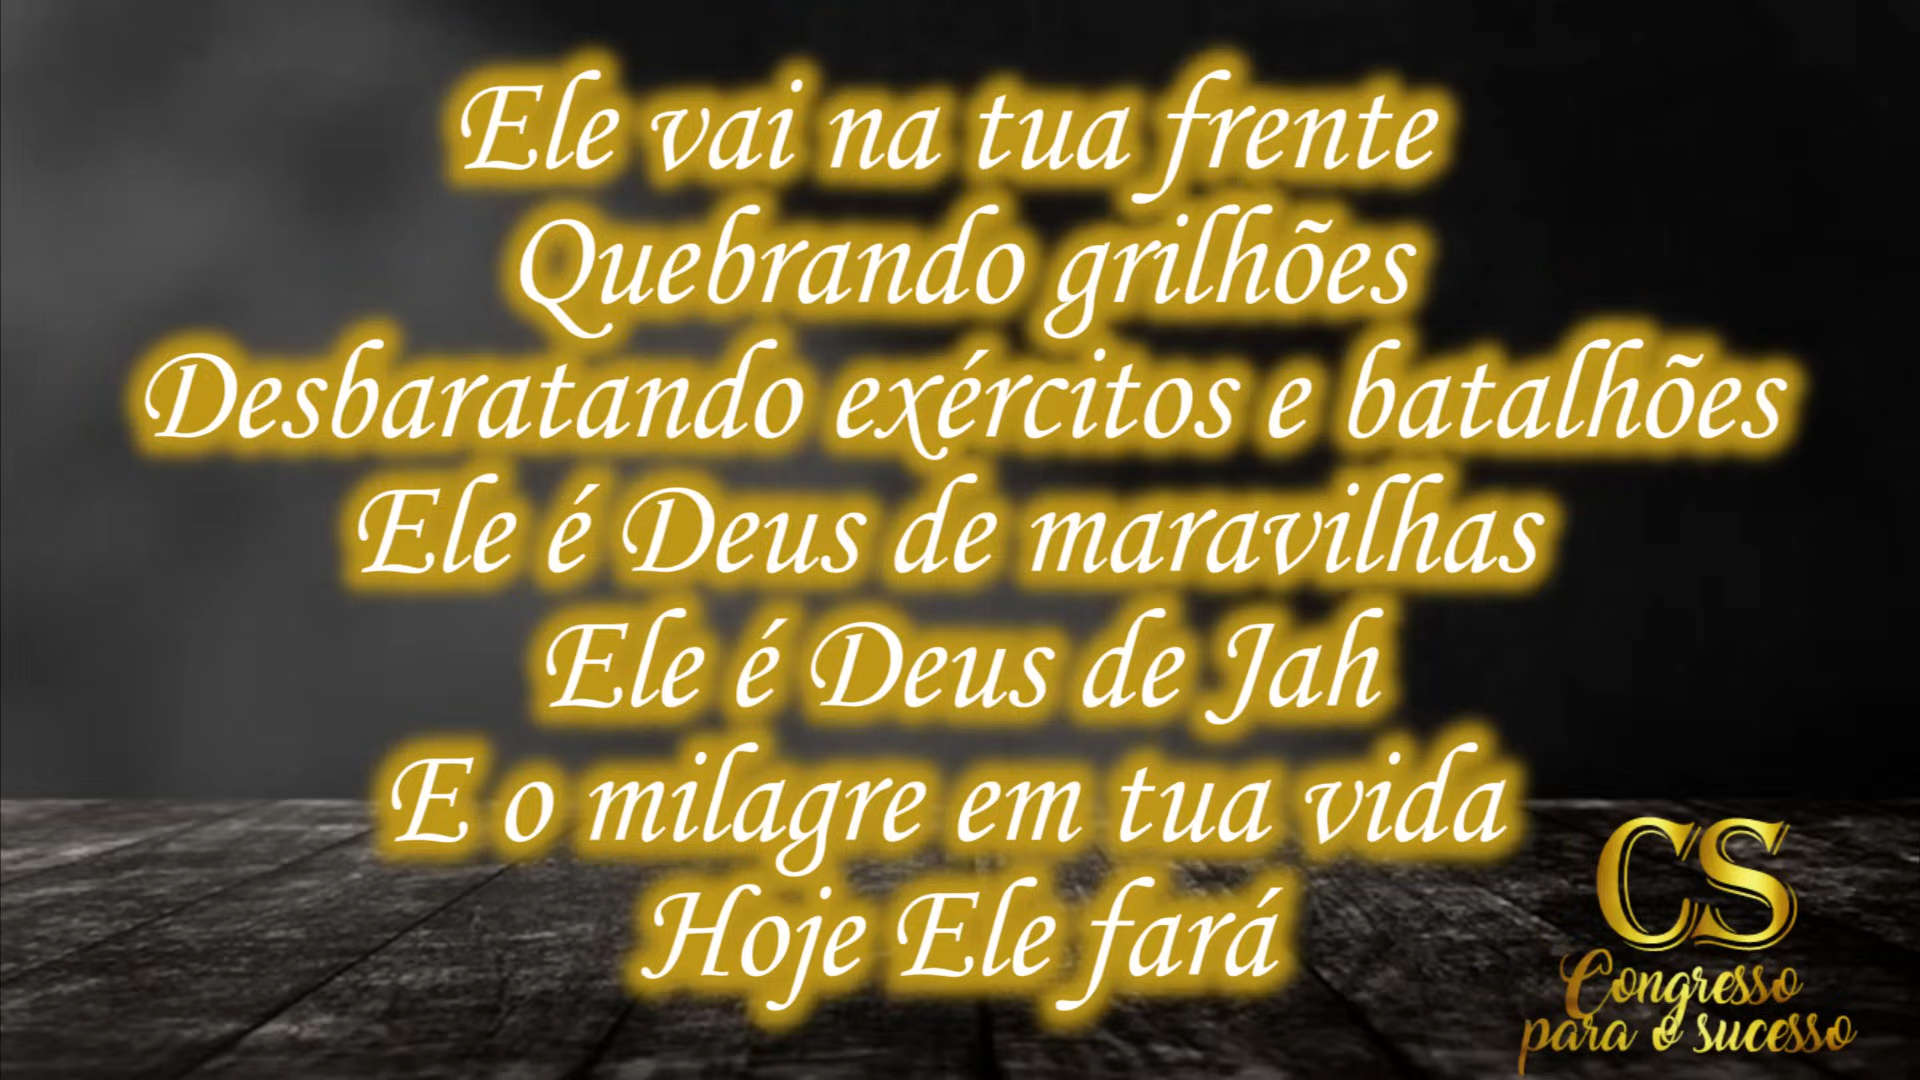 Ele vai na tua frente
Quebrando grilhões
Desbaratando exércitos e batalhões
Ele é Deus de maravilhas
Ele é Deus de Jah
E o milagre em tua vida
Hoje Ele fará
CS
Congresso
para o sucesso